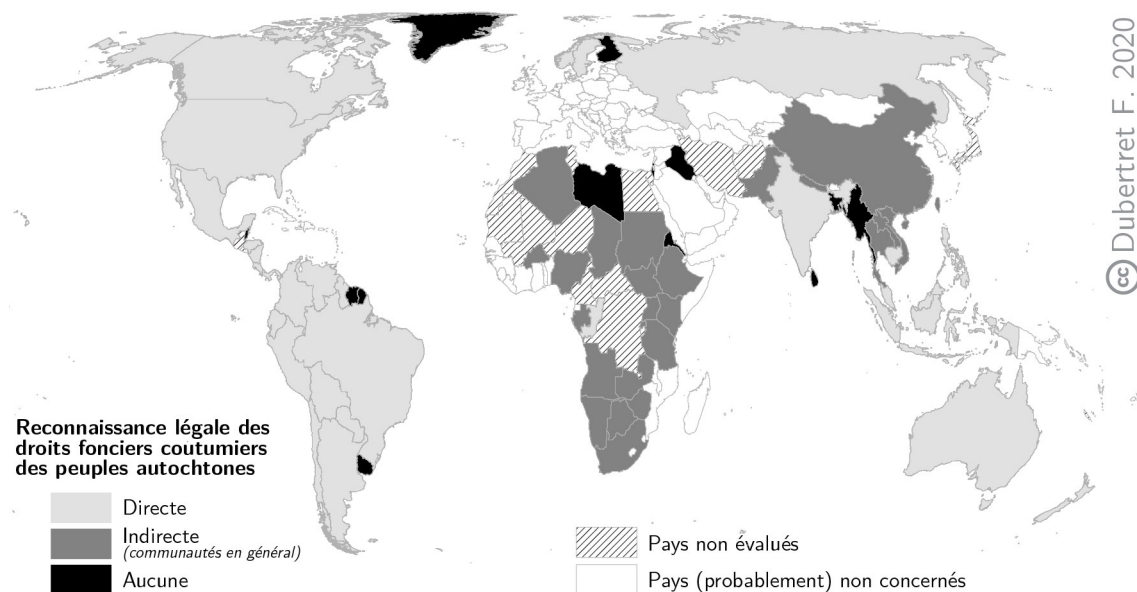 Reconnaissance légale des
droits fonciers coutumiers
des peuples autochtones
Directe
Indirecte
(communautés en général)
Aucune
Pays non évalués
Pays (probablement) non concernés
cc Dubertret F. 2020